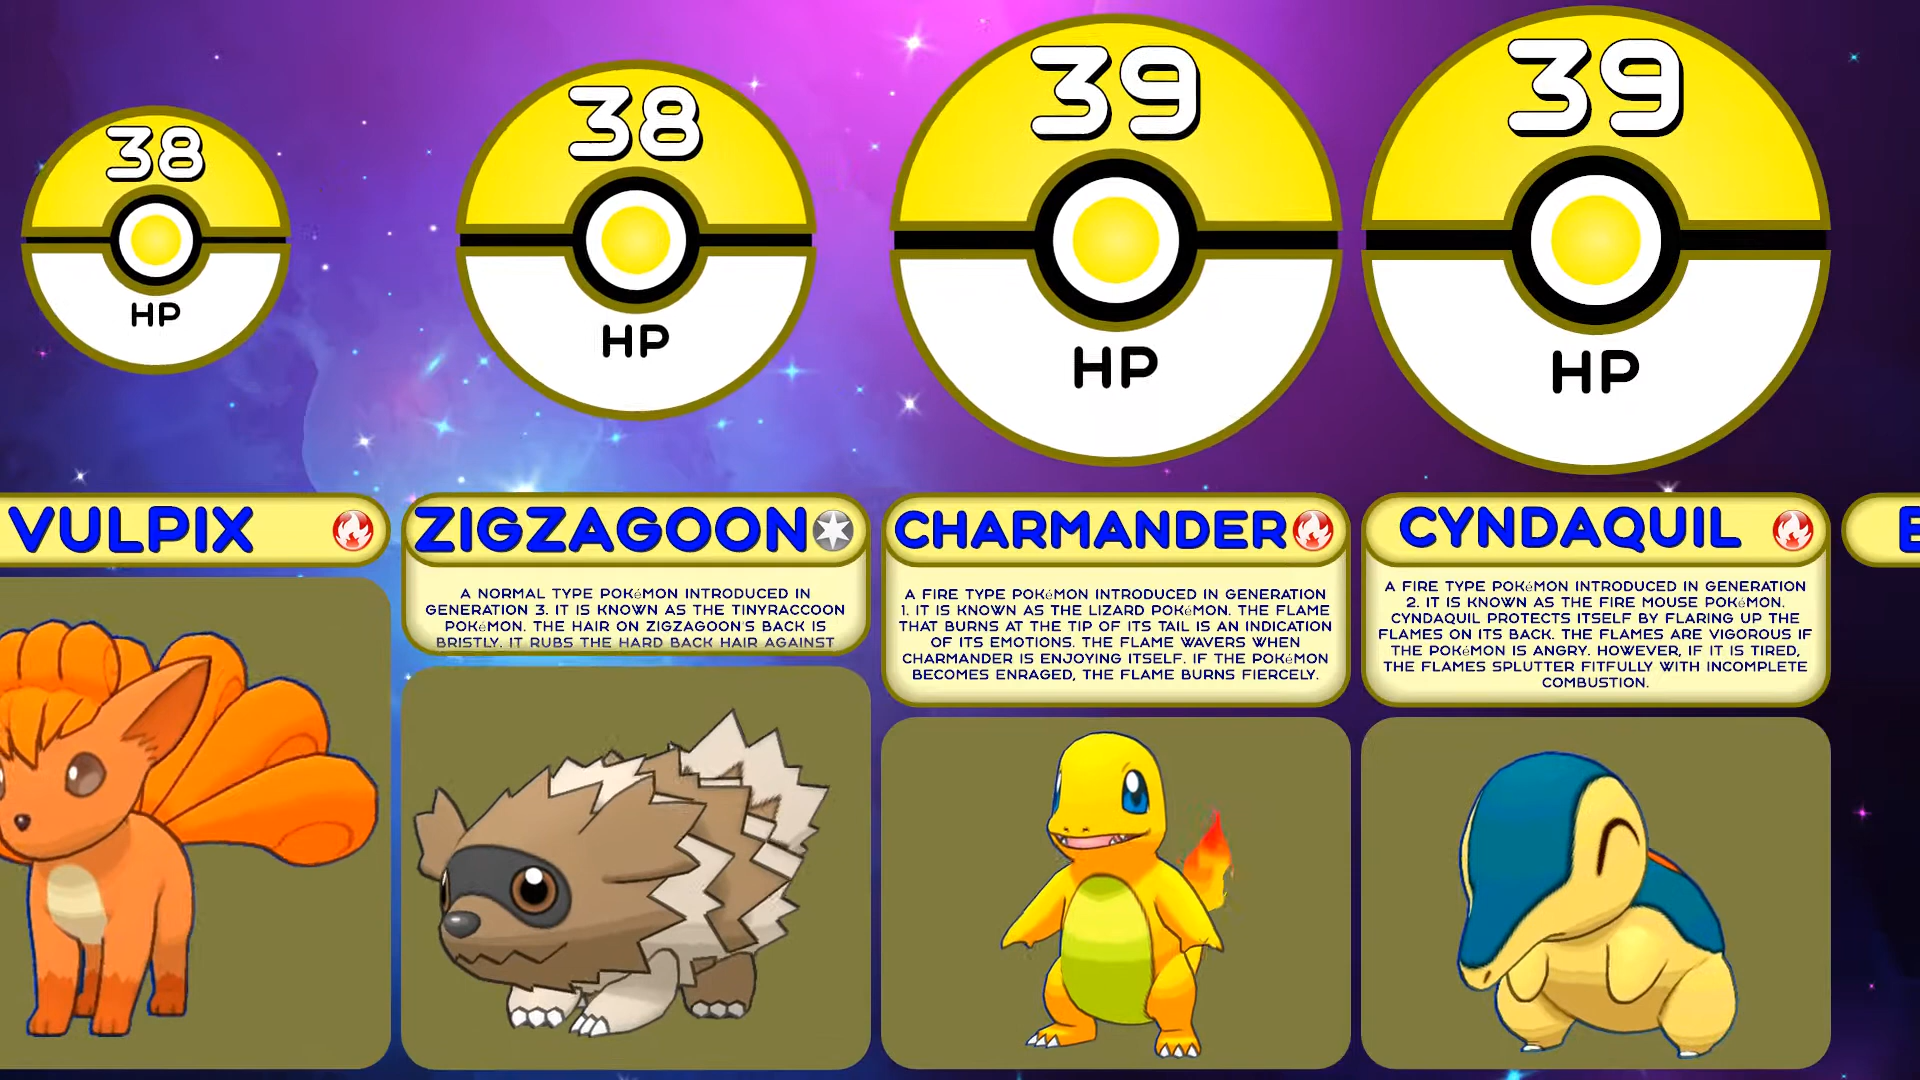 38
HP
38
HP
39
HP
39
HP
VULPIX
ZIGZAGOON
A NORMAL TYPE POKéMON INTRODUCED IN
GENERATION 3. IT IS KNOWN AS THE TINYRACCOON
POKéMON. THE HAIR ON ZIGZAGOON'S BACK IS
BRISTLY. IT RUBS THE HARD BACK HAIR AGAINST
CHARMANDER
A FIRE TYPE POKéMON INTRODUCED IN GENERATION
1. IT IS KNOWN AS THE LIZARD POKéMON. THE FLAME
THAT BURNS AT THE TIP OF ITS TAIL IS AN INDICATION
OF ITS EMOTIONS. THE FLAME WAVERS WHEN
CHARMANDER IS ENJOYING ITSELF. IF THE POKéMON
BECOMES ENRAGED, THE FLAME BURNS FIERCELY.
CYNDAQUIL
A FIRE TYPE POKéMON INTRODUCED IN GENERATION
2. IT IS KNOWN AS THE FIRE MOUSE POKéMON.
CYNDAQUIL PROTECTS ITSELF BY FLARING UP THE
FLAMES ON ITS BACK. THE FLAMES ARE VIGOROUS IF
THE POKéMON IS ANGRY. HOWEVER, IF IT IS TIRED,
THE FLAMES SPLUTTER FITFULLY WITH INCOMPLETE
COMBUSTION.